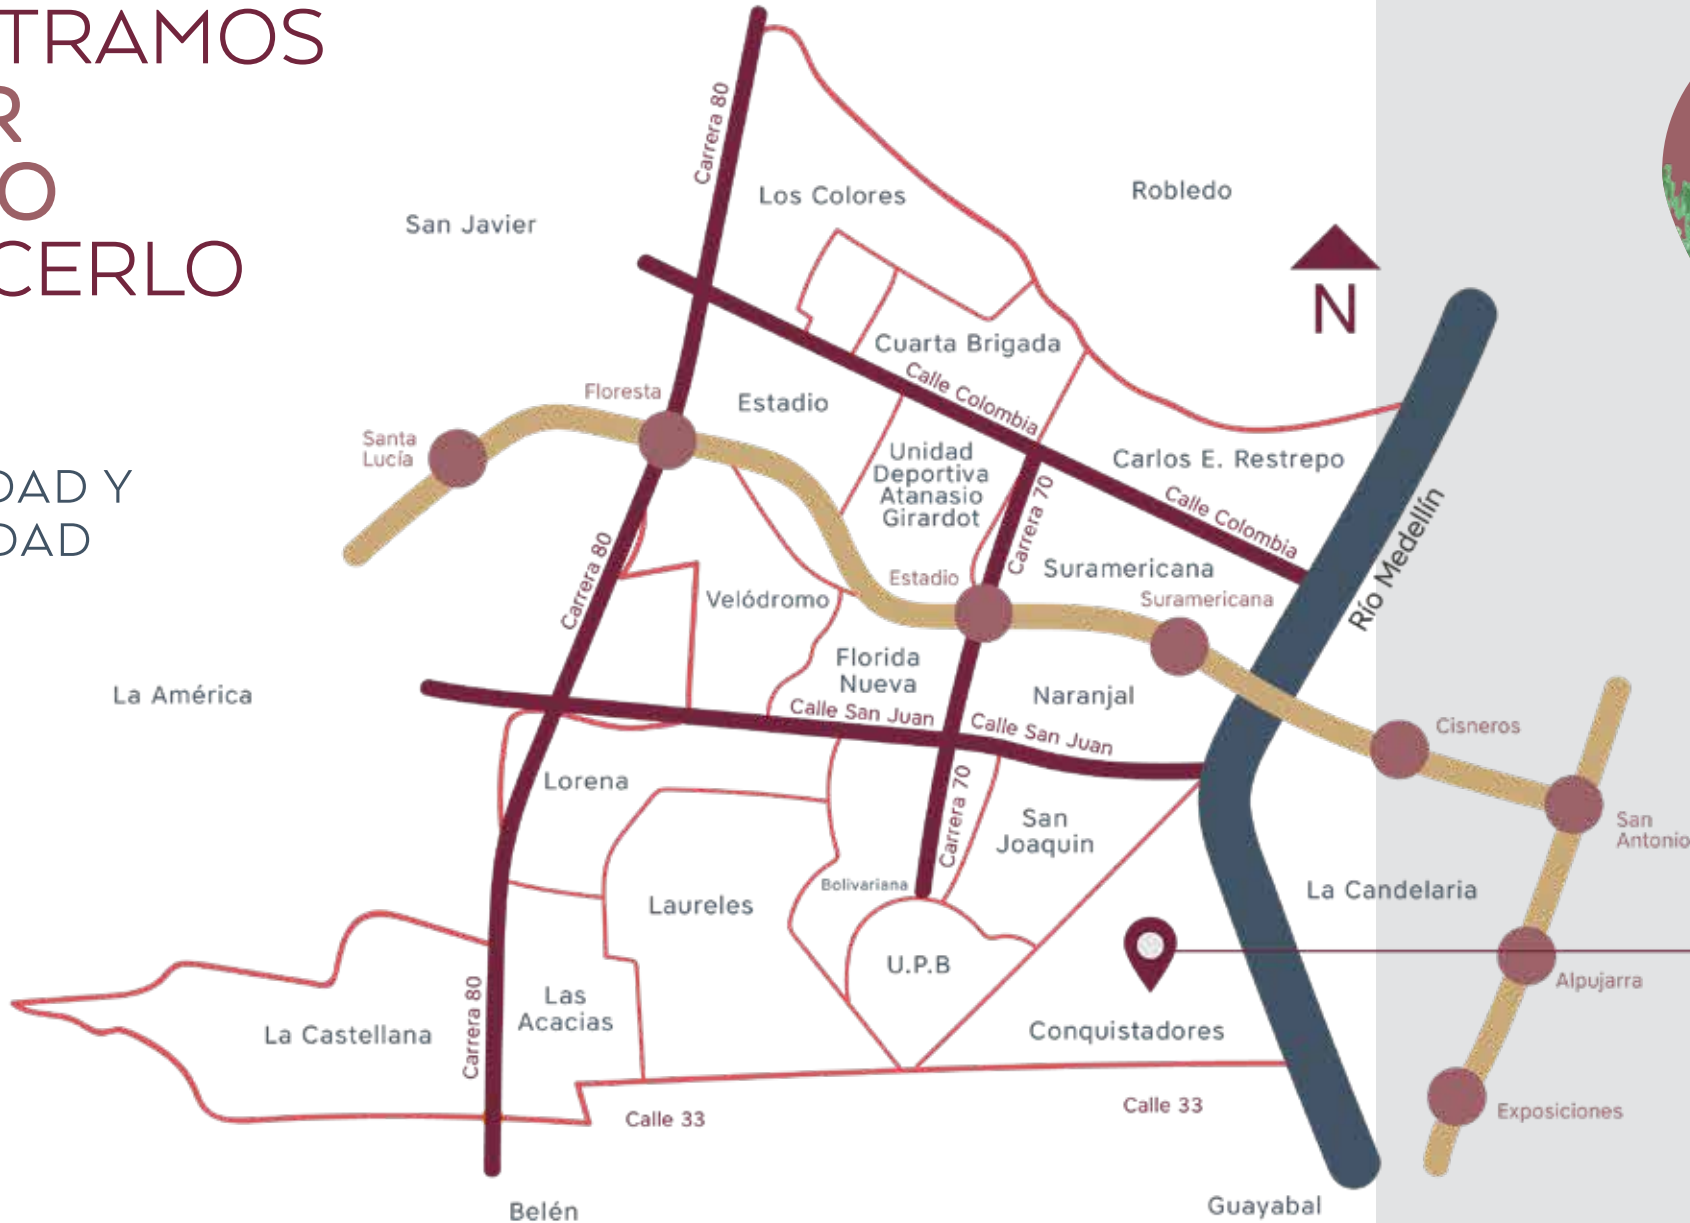 TRAMOS
R
O
CERLO
DAD Y
DAD
Carrera 80
Los Colores
Robledo
San Javier
N
Cuarta Brigada
Calle Colombia
Floresta
Estadio
Santa
Lucía
Unidad
Deportiva
Atanasio
Girardot
Carlos E. Restrepo
Calle Colombia
Río Medellín
Carrera 70
Carrera 80
Estadio
Suramericana
Suramericana
Velódromo
Florida
Nueva
Naranjal
La América
Calle San Juan
Calle San Juan
Cisneros
Lorena
Carrera 70
San
Joaquin
San
Antonio
Bolivariana
La Candelaria
Laureles
U.P.B
Alpujarra
Las
Acacias
Carrera 80
La Castellana
Conquistadores
Calle 33
Calle 33
Exposiciones
Belén
Guayabal